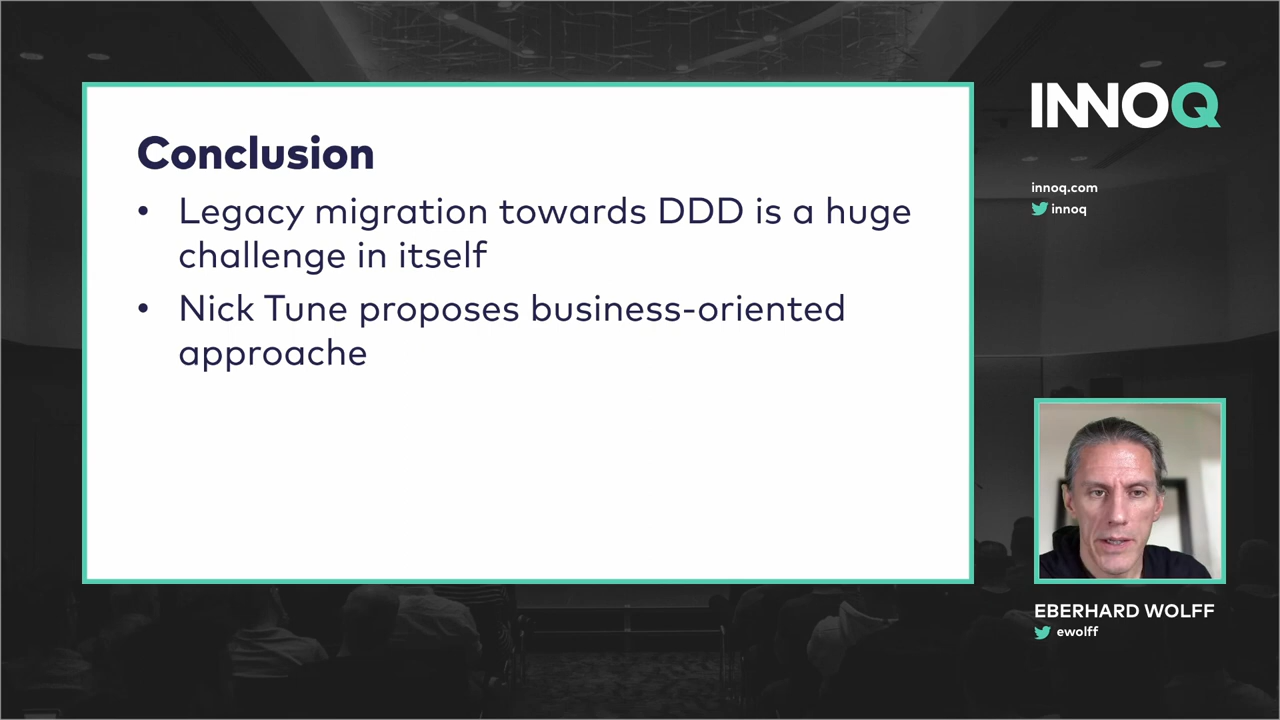 Conclusion
• Legacy migration towards DDD is a huge
challenge in itself
• Nick Tune proposes business-oriented
approache
INNOQ
innoq.com
innoq
EBERHARD WOLFF
ewolff